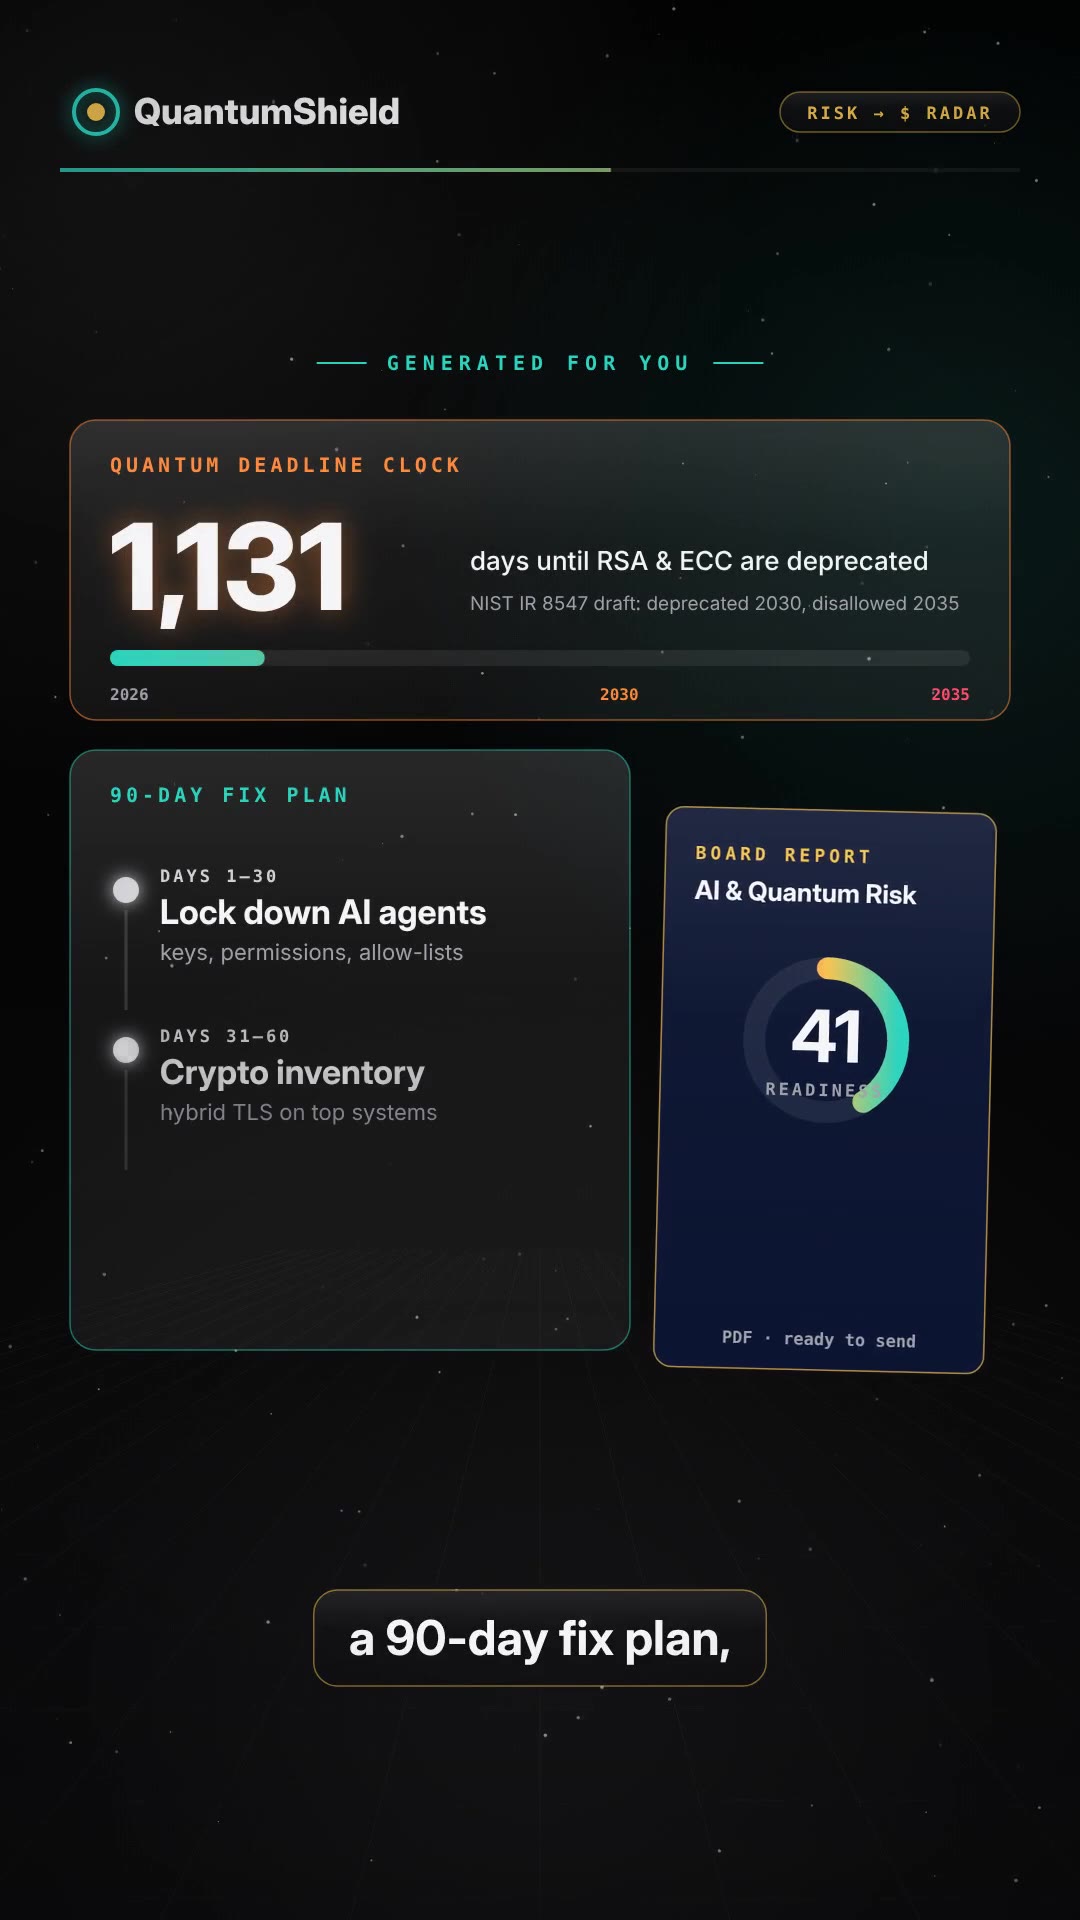 QuantumShield
RISK → $ RADAR
GENERATED FOR YOU
QUANTUM DEADLINE CLOCK
1,131
days until RSA & ECC are deprecated
NIST IR 8547 draft: deprecated 2030, disallowed 2035
2026
2030
2035
90-DAY FIX PLAN
DAYS 1–30
Lock down AI agents
keys, permissions, allow-lists
DAYS 31–60
Crypto inventory
hybrid TLS on top systems
BOARD REPORT
AI & Quantum Risk
41
READINESS
PDF · ready to send
a 90-day fix plan,